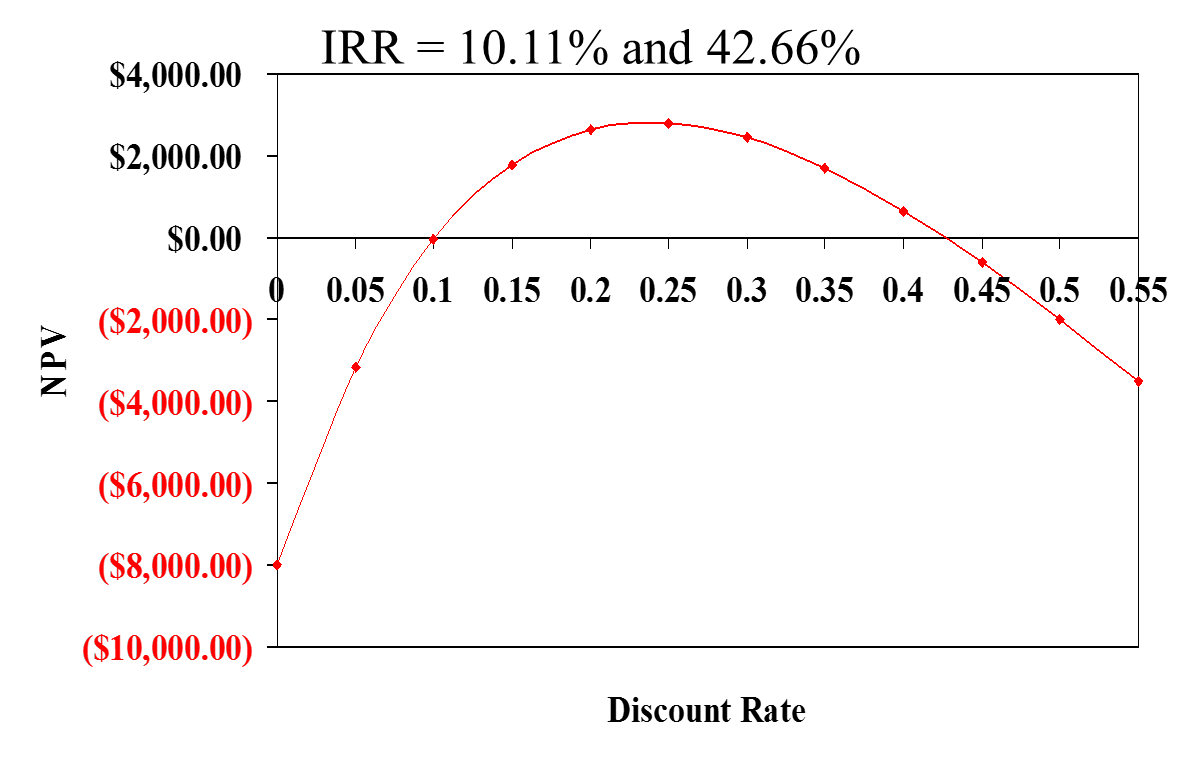 IRR = 10.11% and 42.66%
$4,000.00
$2,000.00
$0.00
0 0.05 0.1 0.15 0.2 0.25 0.3 0.35 0.4 0.45 0.5 0.55
($2,000.00)
($4,000.00)
($6,000.00)
($8,000.00)
($10,000.00)
NPV
Discount Rate